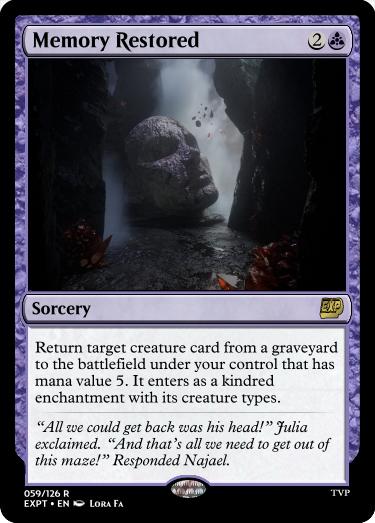 Memory Restored 2
Sorcery EXP
Return target creature card from a graveyard
to the battlefield under your control that has
mana value 5. It enters as a kindred
enchantment with its creature types.
“All we could get back was his head!” Julia
exclaimed. “And that’s all we need to get out of
this maze!” Responded Najael.
059/126 R
EXPT • EN Lora Fa
TVP